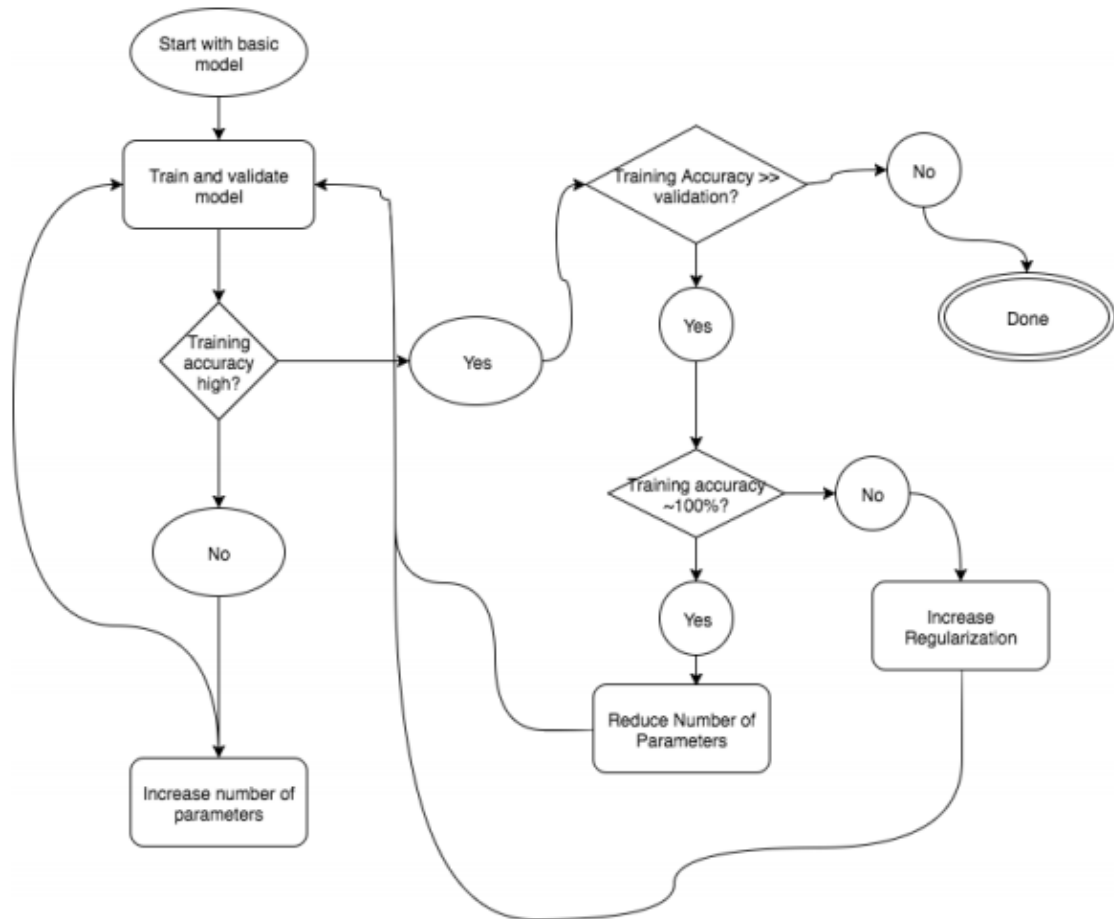 Start with basic
model
Train and validate
model
Training
accuracy
high?
No
Increase number of
parameters
Yes
Training Accuracy >>
validation?
No
Done
Yes
Training accuracy
~100%?
No
Increase
Regularization
Yes
Reduce Number of
Parameters